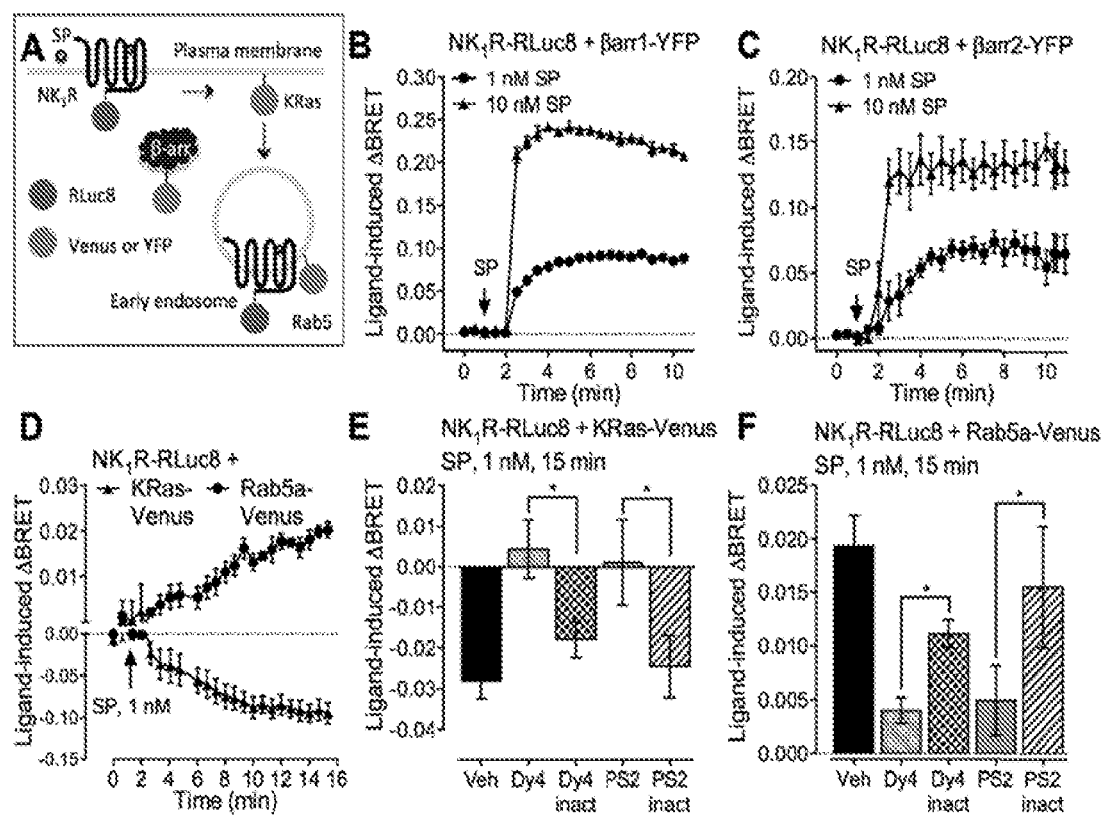 A
SP
Plasma membrane
NK₁R
KRas
β-arr
RLuc8
Venus or YFP
Early endosome
Rab5
B
NK₁R-RLuc8 + βarr1-YFP
1 nM SP
10 nM SP
Ligand-induced ΔBRET
0.30
0.25
0.20
0.15
0.10
0.05
0.00
SP
0 2 4 6 8 10
Time (min)
C
NK₁R-RLuc8 + βarr2-YFP
1 nM SP
10 nM SP
Ligand-induced ΔBRET
0.20
0.15
0.10
0.05
0.00
SP
0 2 4 6 8 10
Time (min)
D
NK₁R-RLuc8 +
KRas-Venus
Rab5a-Venus
Ligand-induced ΔBRET
0.03
0.02
0.01
0.00
-0.05
-0.10
-0.15
SP, 1 nM
0 2 4 6 8 10 12 14 16
Time (min)
E
NK₁R-RLuc8 + KRas-Venus
SP, 1 nM, 15 min
Ligand-induced ΔBRET
0.02
0.01
0.00
-0.01
-0.02
-0.03
-0.04
* *
Veh Dy4 Dy4 inact PS2 PS2 inact
F
NK₁R-RLuc8 + Rab5a-Venus
SP, 1 nM, 15 min
Ligand-induced ΔBRET
0.025
0.020
0.015
0.010
0.005
0.000
* *
Veh Dy4 Dy4 inact PS2 PS2 inact